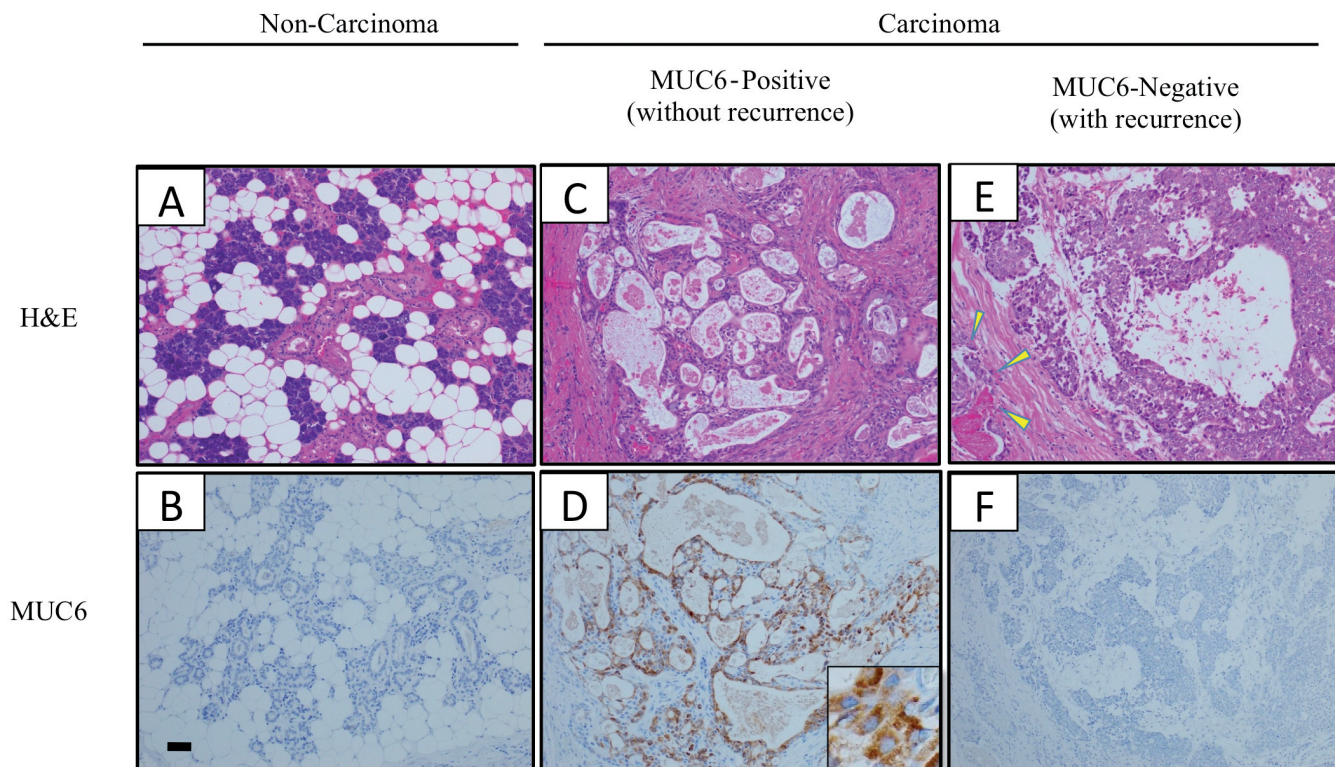 Non-Carcinoma
Carcinoma
MUC6-Positive
(without recurrence)
MUC6-Negative
(with recurrence)
H&E
A
C
E
MUC6
B
D
F